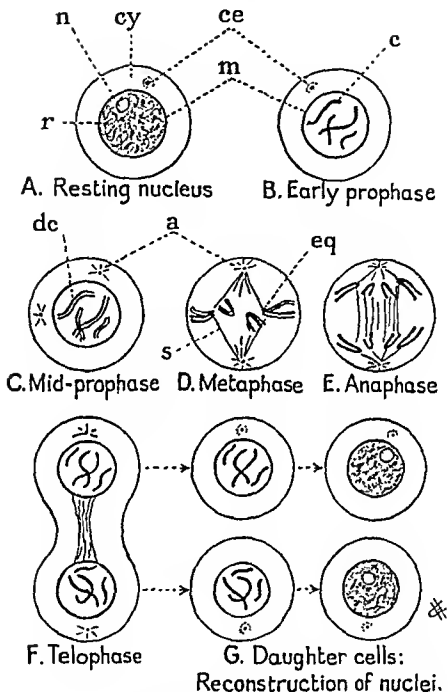 n cy ce c
m
r
A. Resting nucleus B. Early prophase
dc a eq
s
C. Mid-prophase D. Metaphase E. Anaphase
F. Telophase G. Daughter cells:
Reconstruction of nuclei.